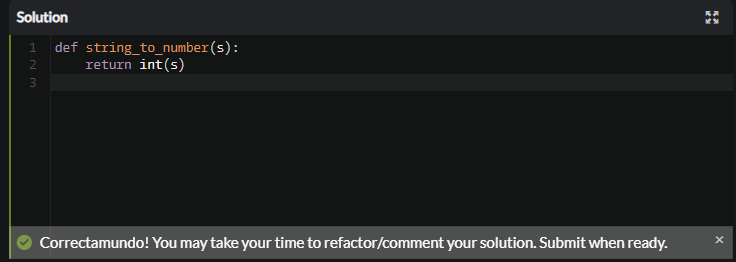 Solution
1 def string_to_number(s):
2     return int(s)
3
Correctamundo! You may take your time to refactor/comment your solution. Submit when ready. ×